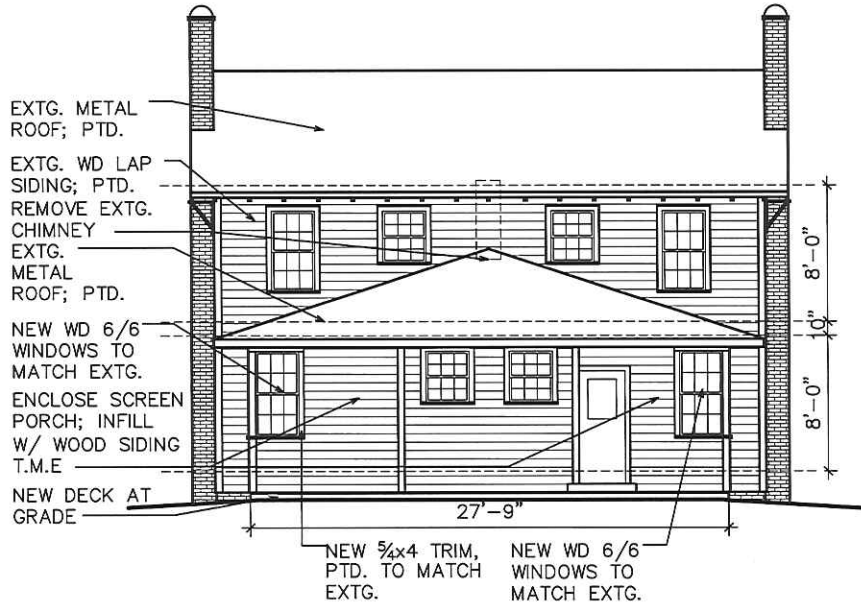 EXTG. METAL
ROOF; PTD.
EXTG. WD LAP
SIDING; PTD.
REMOVE EXTG.
CHIMNEY
EXTG.
METAL
ROOF; PTD.
NEW WD 6/6
WINDOWS TO
MATCH EXTG.
ENCLOSE SCREEN
PORCH; INFILL
W/ WOOD SIDING
T.M.E
NEW DECK AT
GRADE
8'-0"
10"
8'-0"
27'-9"
NEW 5/4x4 TRIM,
PTD. TO MATCH
EXTG.
NEW WD 6/6
WINDOWS TO
MATCH EXTG.